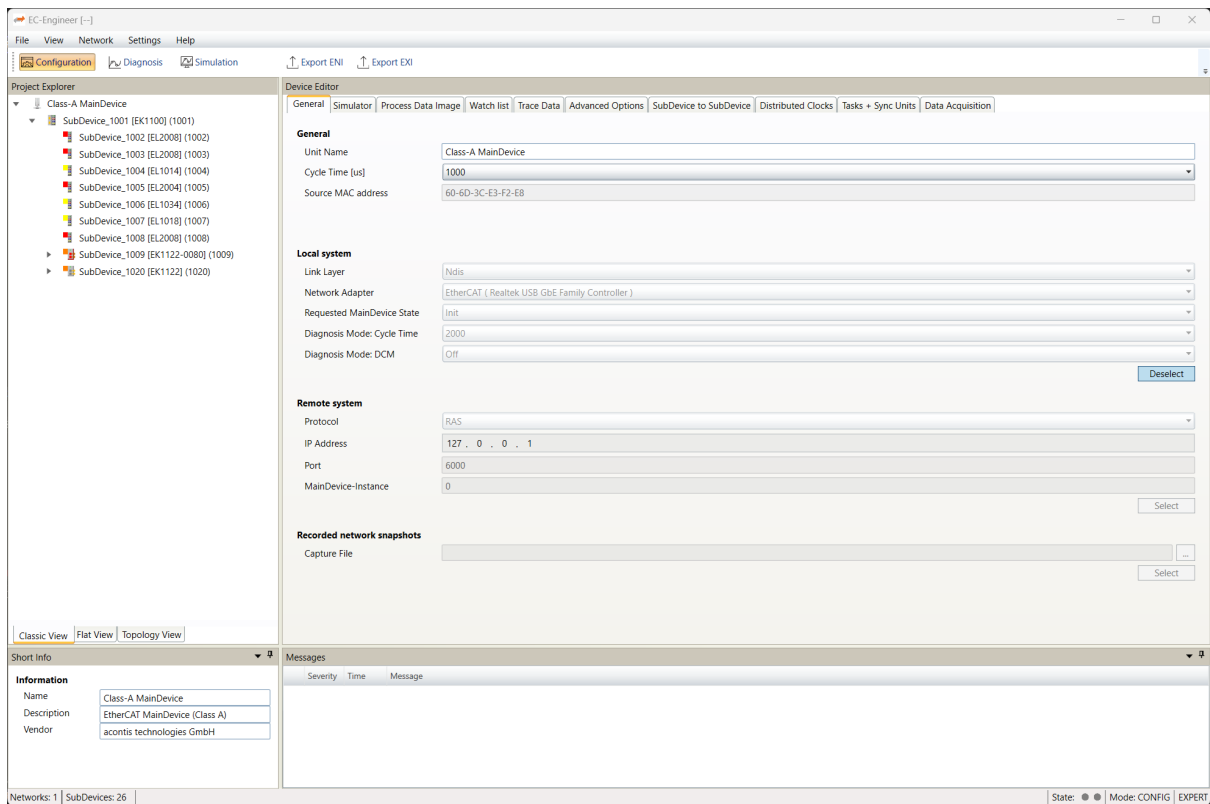 EC-Engineer [--]
File View Network Settings Help
Configuration Diagnosis Simulation Export ENI Export EXI
Project Explorer
Class-A MainDevice
SubDevice_1001 [EK1100] (1001)
SubDevice_1002 [EL2008] (1002)
SubDevice_1003 [EL2008] (1003)
SubDevice_1004 [EL1014] (1004)
SubDevice_1005 [EL2004] (1005)
SubDevice_1006 [EL1034] (1006)
SubDevice_1007 [EL1018] (1007)
SubDevice_1008 [EL2008] (1008)
SubDevice_1009 [EK1122-0080] (1009)
SubDevice_1020 [EK1122] (1020)
Classic View Flat View Topology View
Device Editor
General Simulator Process Data Image Watch list Trace Data Advanced Options SubDevice to SubDevice Distributed Clocks Tasks + Sync Units Data Acquisition
General
Unit Name Class-A MainDevice
Cycle Time [us] 1000
Source MAC address 60-6D-3C-E3-F2-E8
Local system
Link Layer Ndis
Network Adapter EtherCAT ( Realtek USB GbE Family Controller )
Requested MainDevice State Init
Diagnosis Mode: Cycle Time 2000
Diagnosis Mode: DCM Off
Deselect
Remote system
Protocol RAS
IP Address 127 . 0 . 0 . 1
Port 6000
MainDevice-Instance 0
Select
Recorded network snapshots
Capture File ...
Select
Short Info
Information
Name Class-A MainDevice
Description EtherCAT MainDevice (Class A)
Vendor acontis technologies GmbH
Messages
Severity Time Message
Networks: 1 SubDevices: 26 State: Mode: CONFIG EXPERT